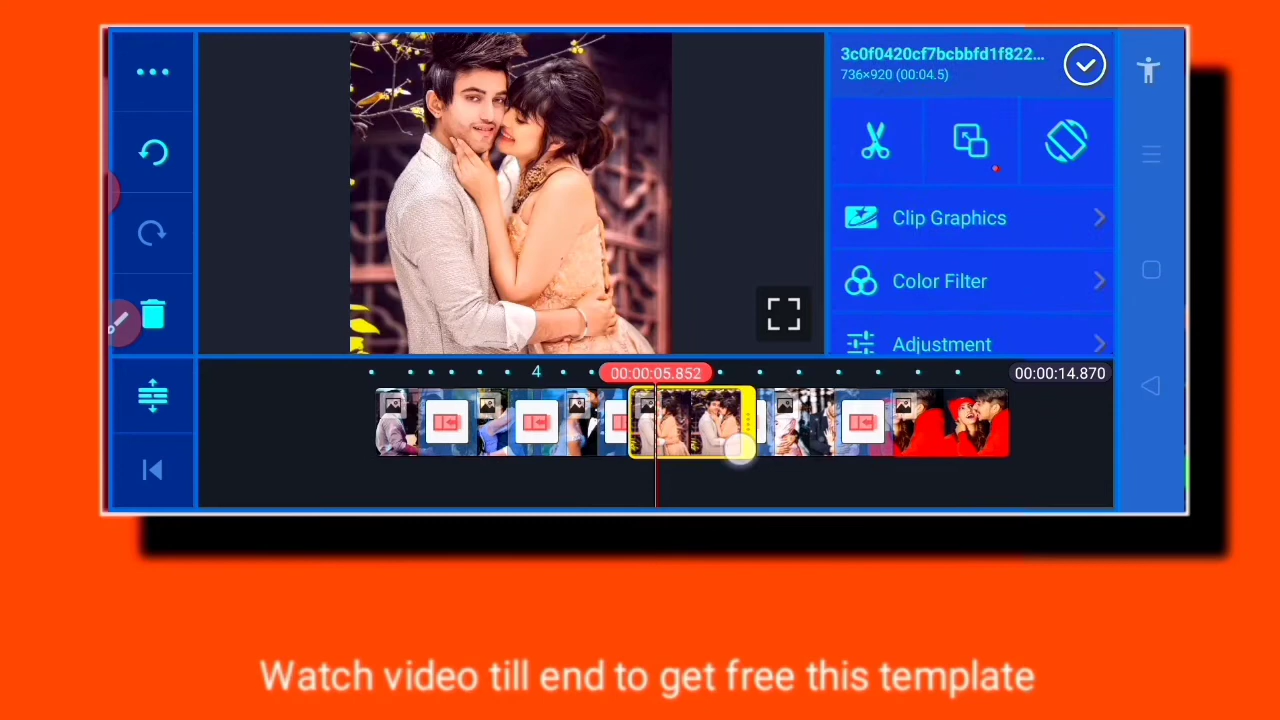 3c0f0420cf7bcbbfd1f822...
736×920 (00:04.5)
Clip Graphics
Color Filter
Adjustment
4
00:00:05.852
00:00:14.870
Watch video till end to get free this template